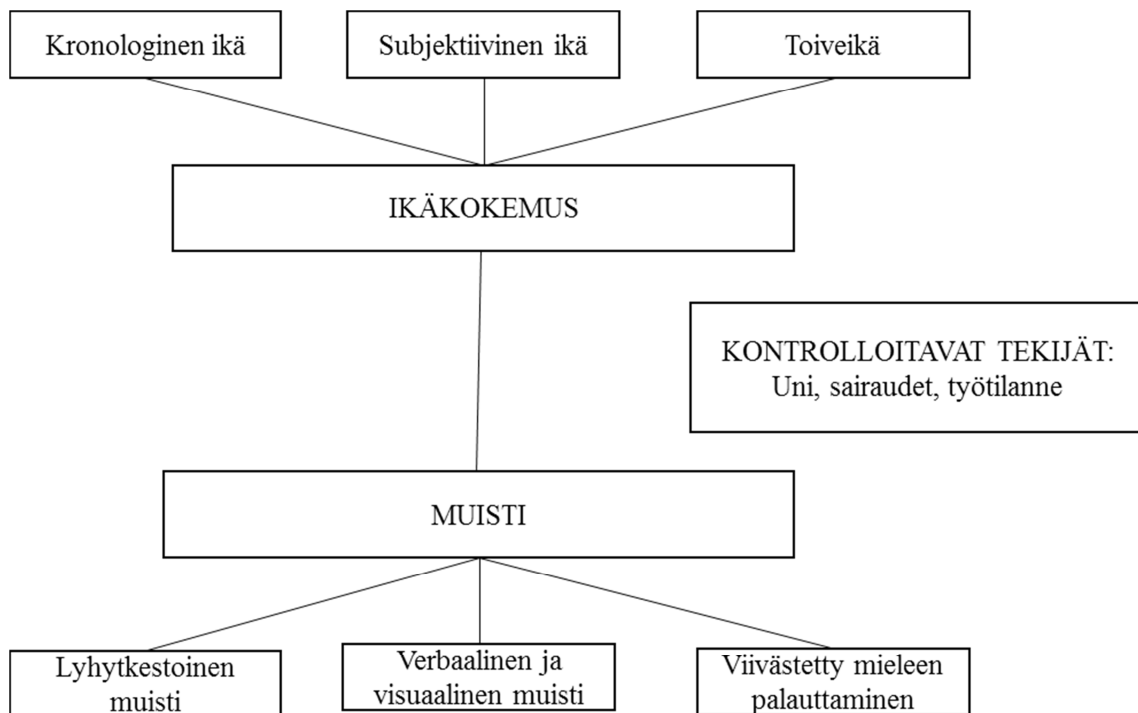 Kronologinen ikä
Subjektiivinen ikä
Toiveikä
IKÄKOKEMUS
KONTROLLOITAVAT TEKIJÄT:
Uni, sairaudet, työtilanne
MUISTI
Lyhytkestoinen
muisti
Verbaalinen ja
visuaalinen muisti
Viivästetty mieleen
palauttaminen